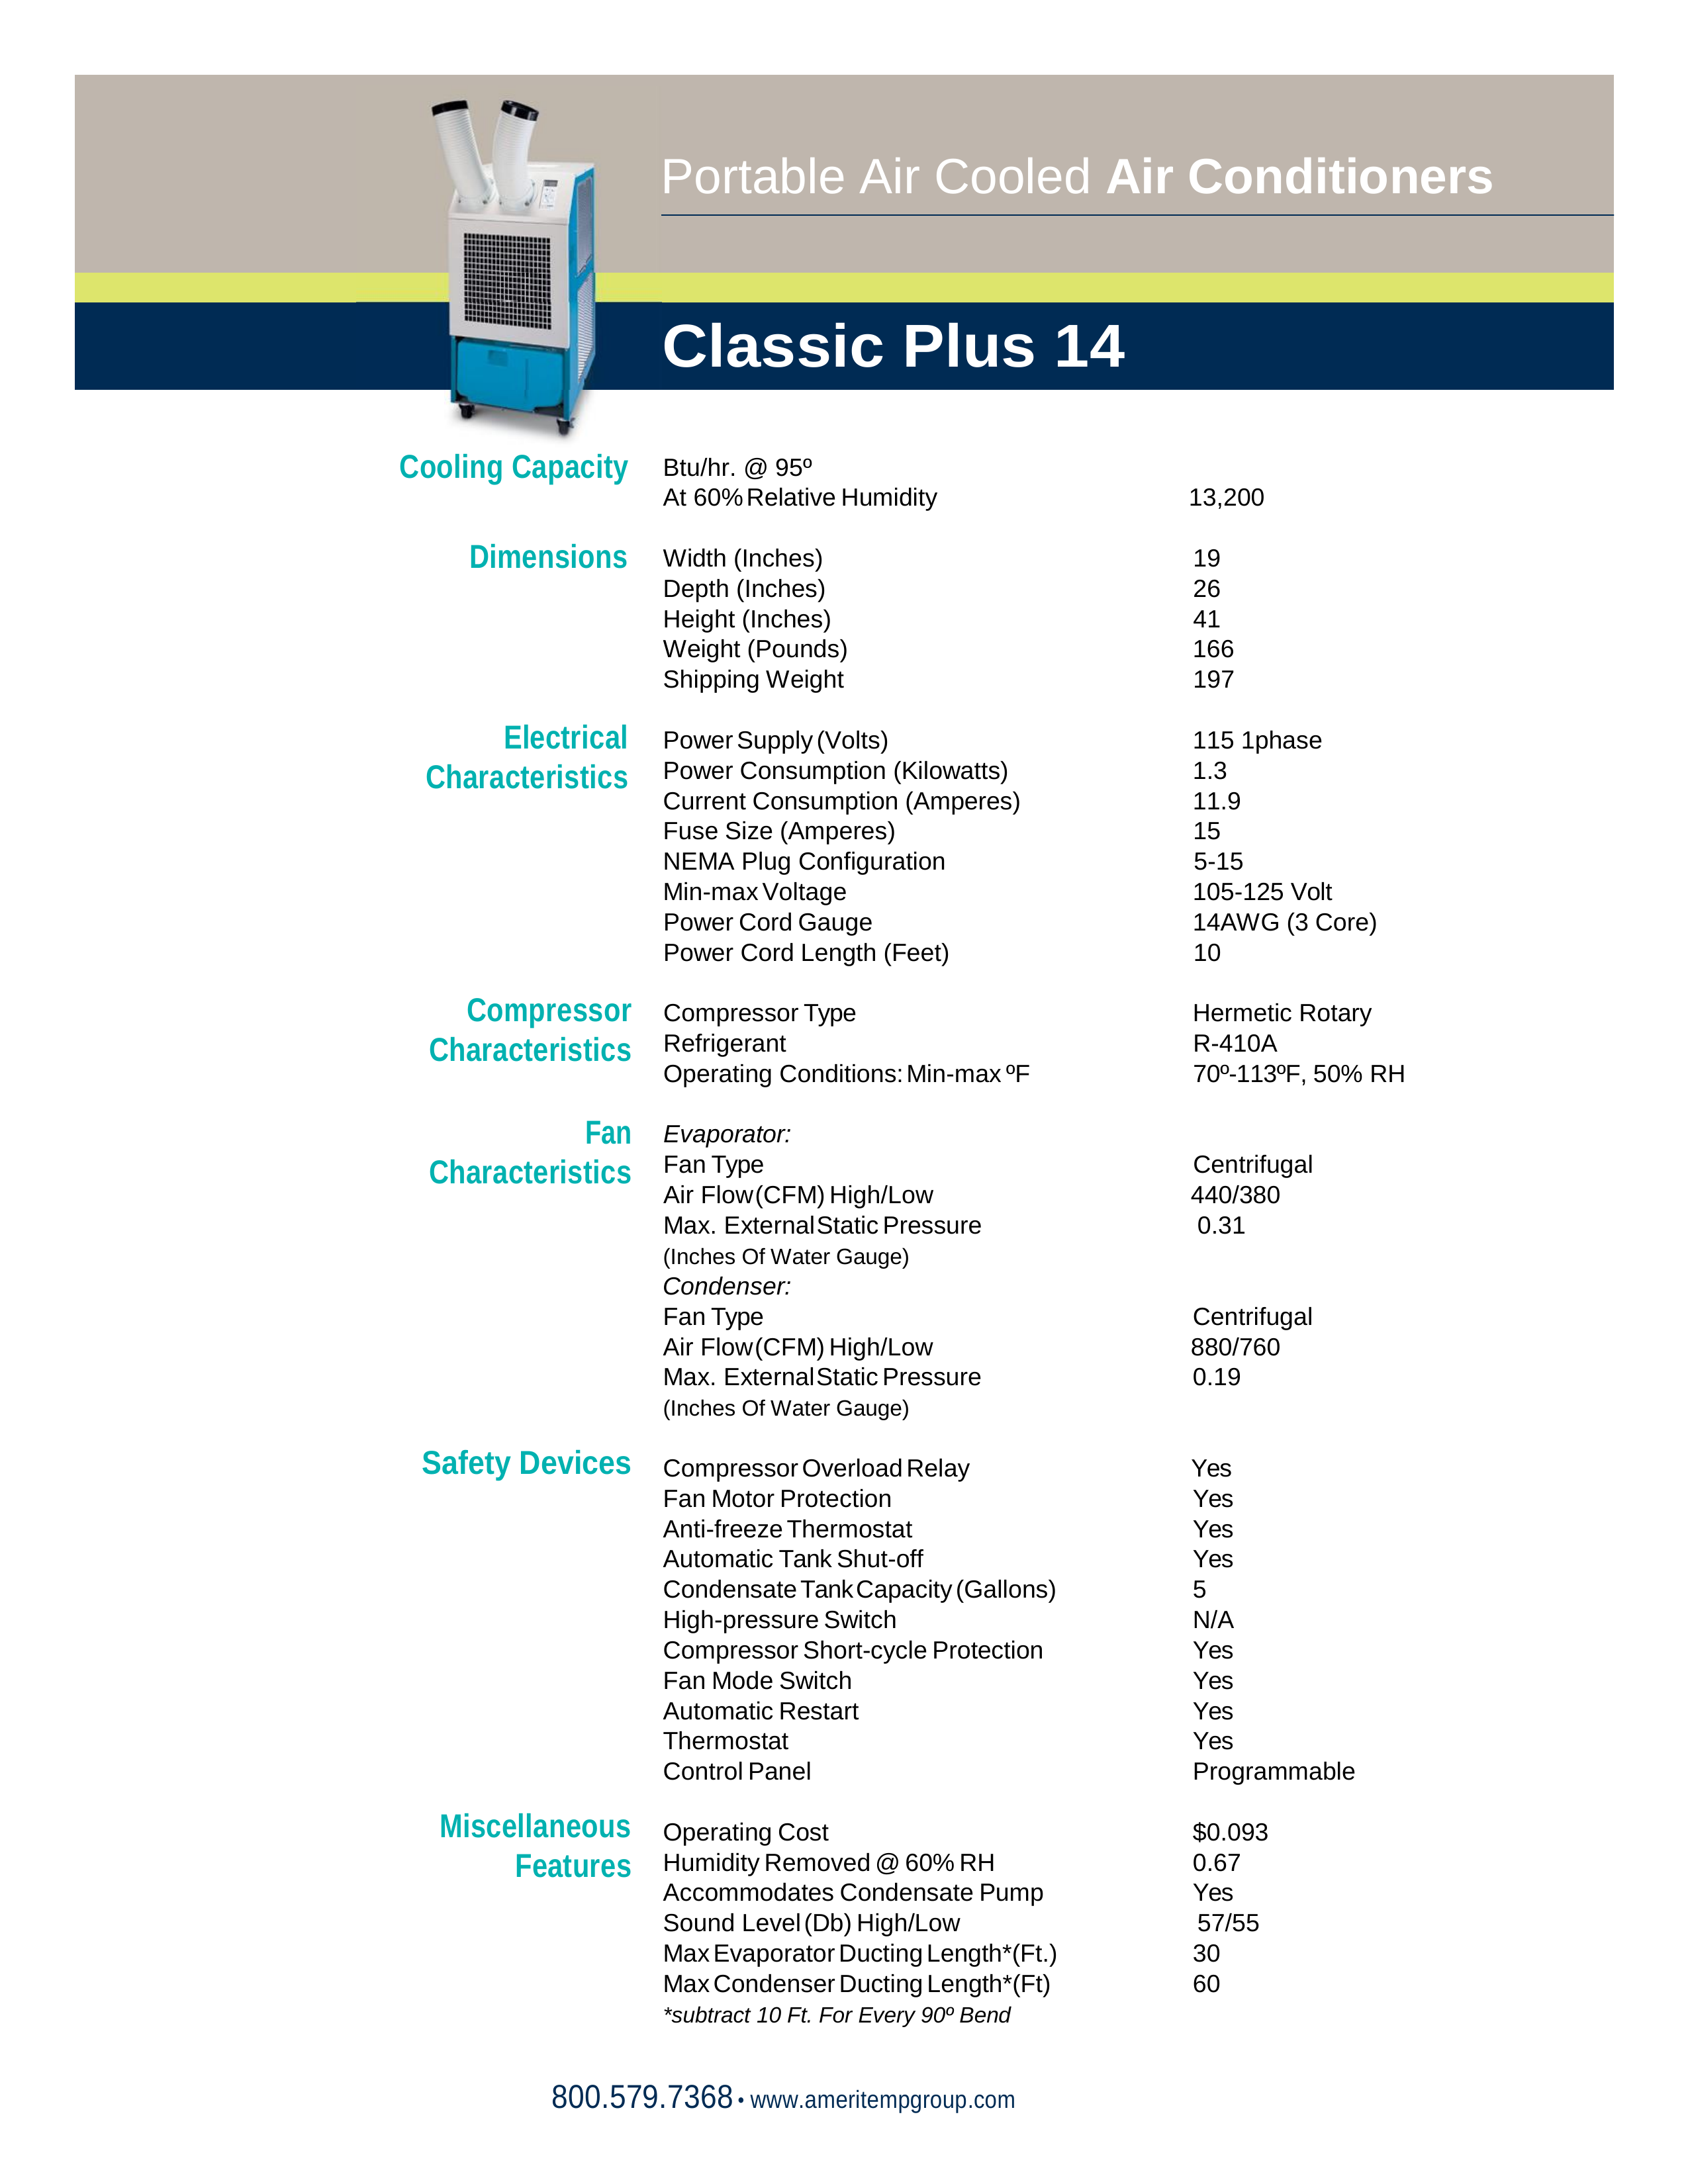 Portable Air Cooled Air Conditioners
Classic Plus 14
Cooling Capacity
Btu/hr. @ 95º
At 60% Relative Humidity 13,200
Dimensions
Width (Inches) 19
Depth (Inches) 26
Height (Inches) 41
Weight (Pounds) 166
Shipping Weight 197
Electrical
Characteristics
Power Supply (Volts) 115 1phase
Power Consumption (Kilowatts) 1.3
Current Consumption (Amperes) 11.9
Fuse Size (Amperes) 15
NEMA Plug Configuration 5-15
Min-max Voltage 105-125 Volt
Power Cord Gauge 14AWG (3 Core)
Power Cord Length (Feet) 10
Compressor
Characteristics
Compressor Type Hermetic Rotary
Refrigerant R-410A
Operating Conditions: Min-max ºF 70º-113ºF, 50% RH
Fan
Characteristics
Evaporator:
Fan Type Centrifugal
Air Flow (CFM) High/Low 440/380
Max. External Static Pressure 0.31
(Inches Of Water Gauge)
Condenser:
Fan Type Centrifugal
Air Flow (CFM) High/Low 880/760
Max. External Static Pressure 0.19
(Inches Of Water Gauge)
Safety Devices
Compressor Overload Relay Yes
Fan Motor Protection Yes
Anti-freeze Thermostat Yes
Automatic Tank Shut-off Yes
Condensate Tank Capacity (Gallons) 5
High-pressure Switch N/A
Compressor Short-cycle Protection Yes
Fan Mode Switch Yes
Automatic Restart Yes
Thermostat Yes
Control Panel Programmable
Miscellaneous
Features
Operating Cost $0.093
Humidity Removed @ 60% RH 0.67
Accommodates Condensate Pump Yes
Sound Level (Db) High/Low 57/55
Max Evaporator Ducting Length*(Ft.) 30
Max Condenser Ducting Length*(Ft) 60
*subtract 10 Ft. For Every 90º Bend
800.579.7368 • www.ameritempgroup.com